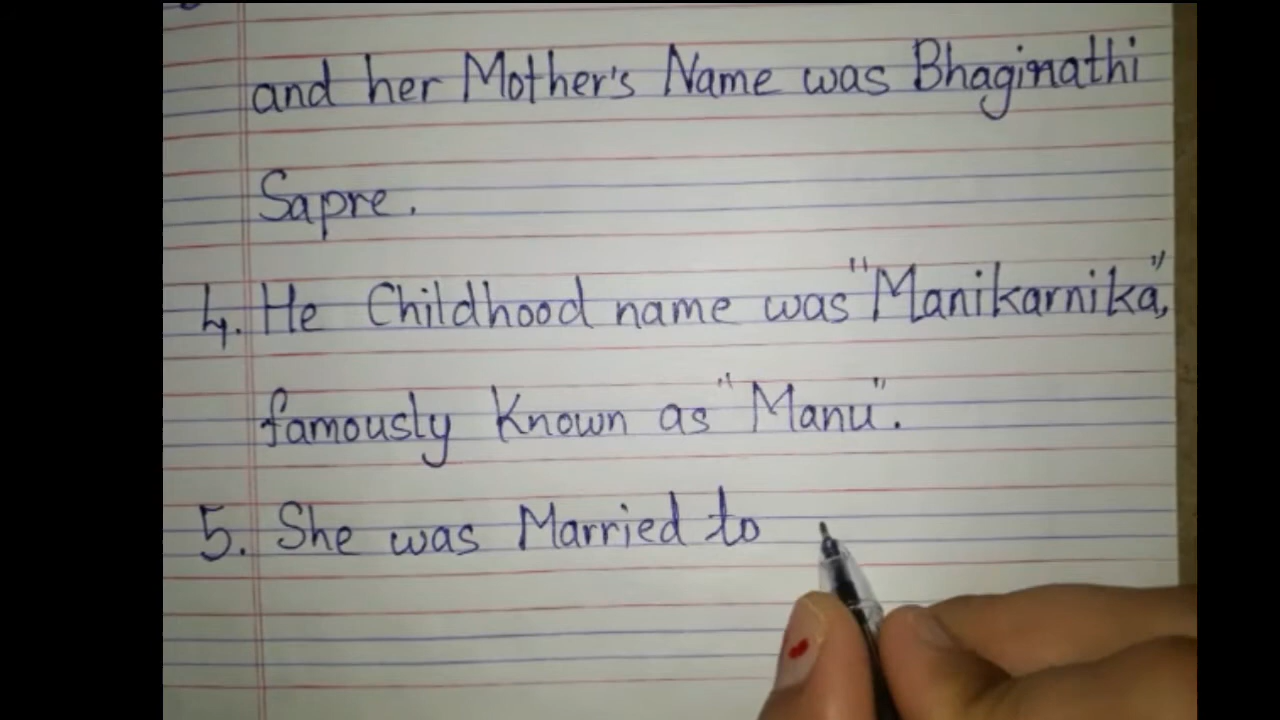 and her Mother's Name was Bhaginathi
Sapre.
4. He Childhood name was "Manikarnika",
famously Known as "Manu".
5. She was Married to